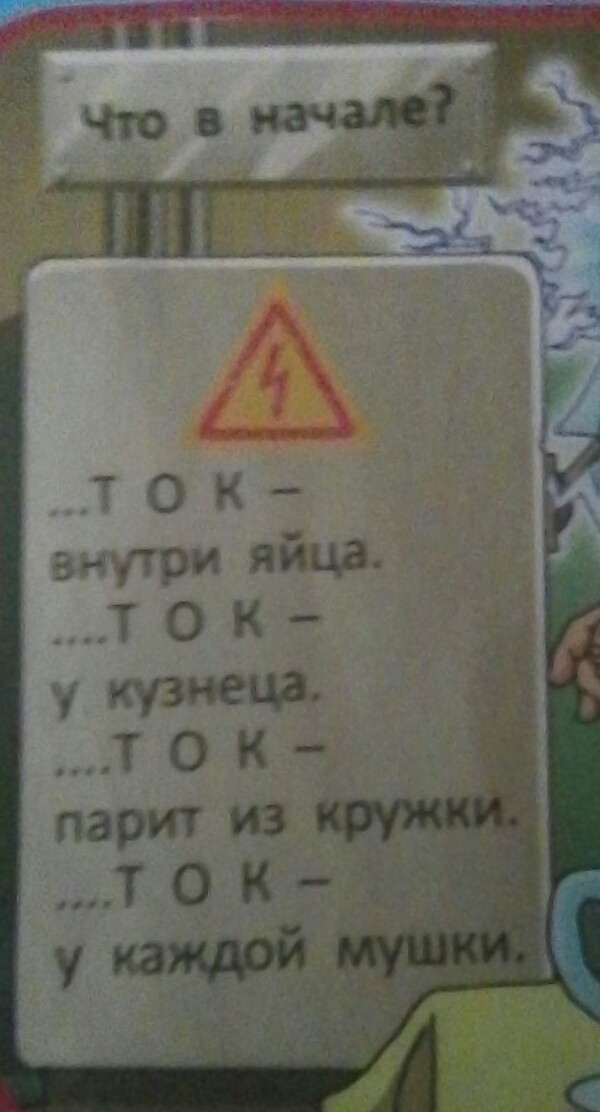 Что в начале?
...Т О К –
внутри яйца.
....Т О К –
у кузнеца.
....Т О К –
парит из кружки.
....Т О К –
у каждой мушки.